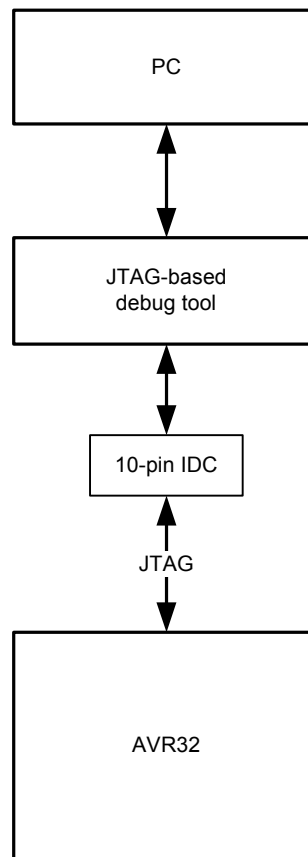 PC
JTAG-based
debug tool
10-pin IDC
JTAG
AVR32